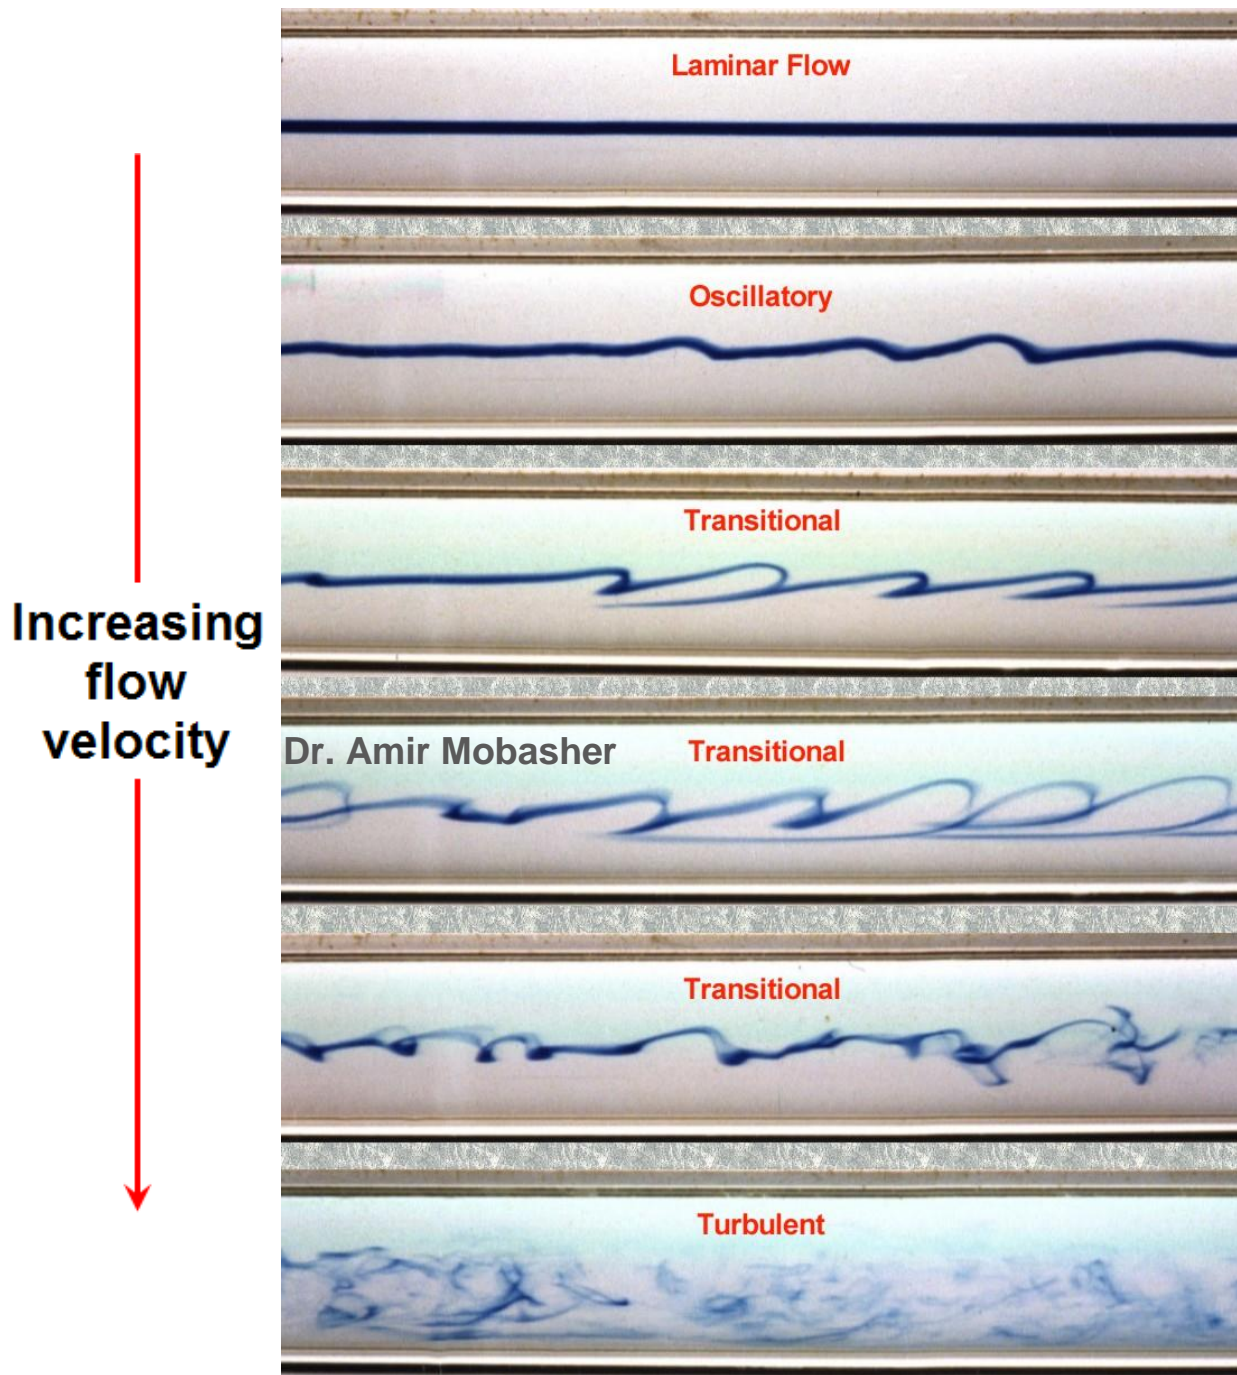 Laminar Flow
Oscillatory
Transitional
Increasing
flow
velocity
Dr. Amir Mobasher
Transitional
Transitional
Turbulent